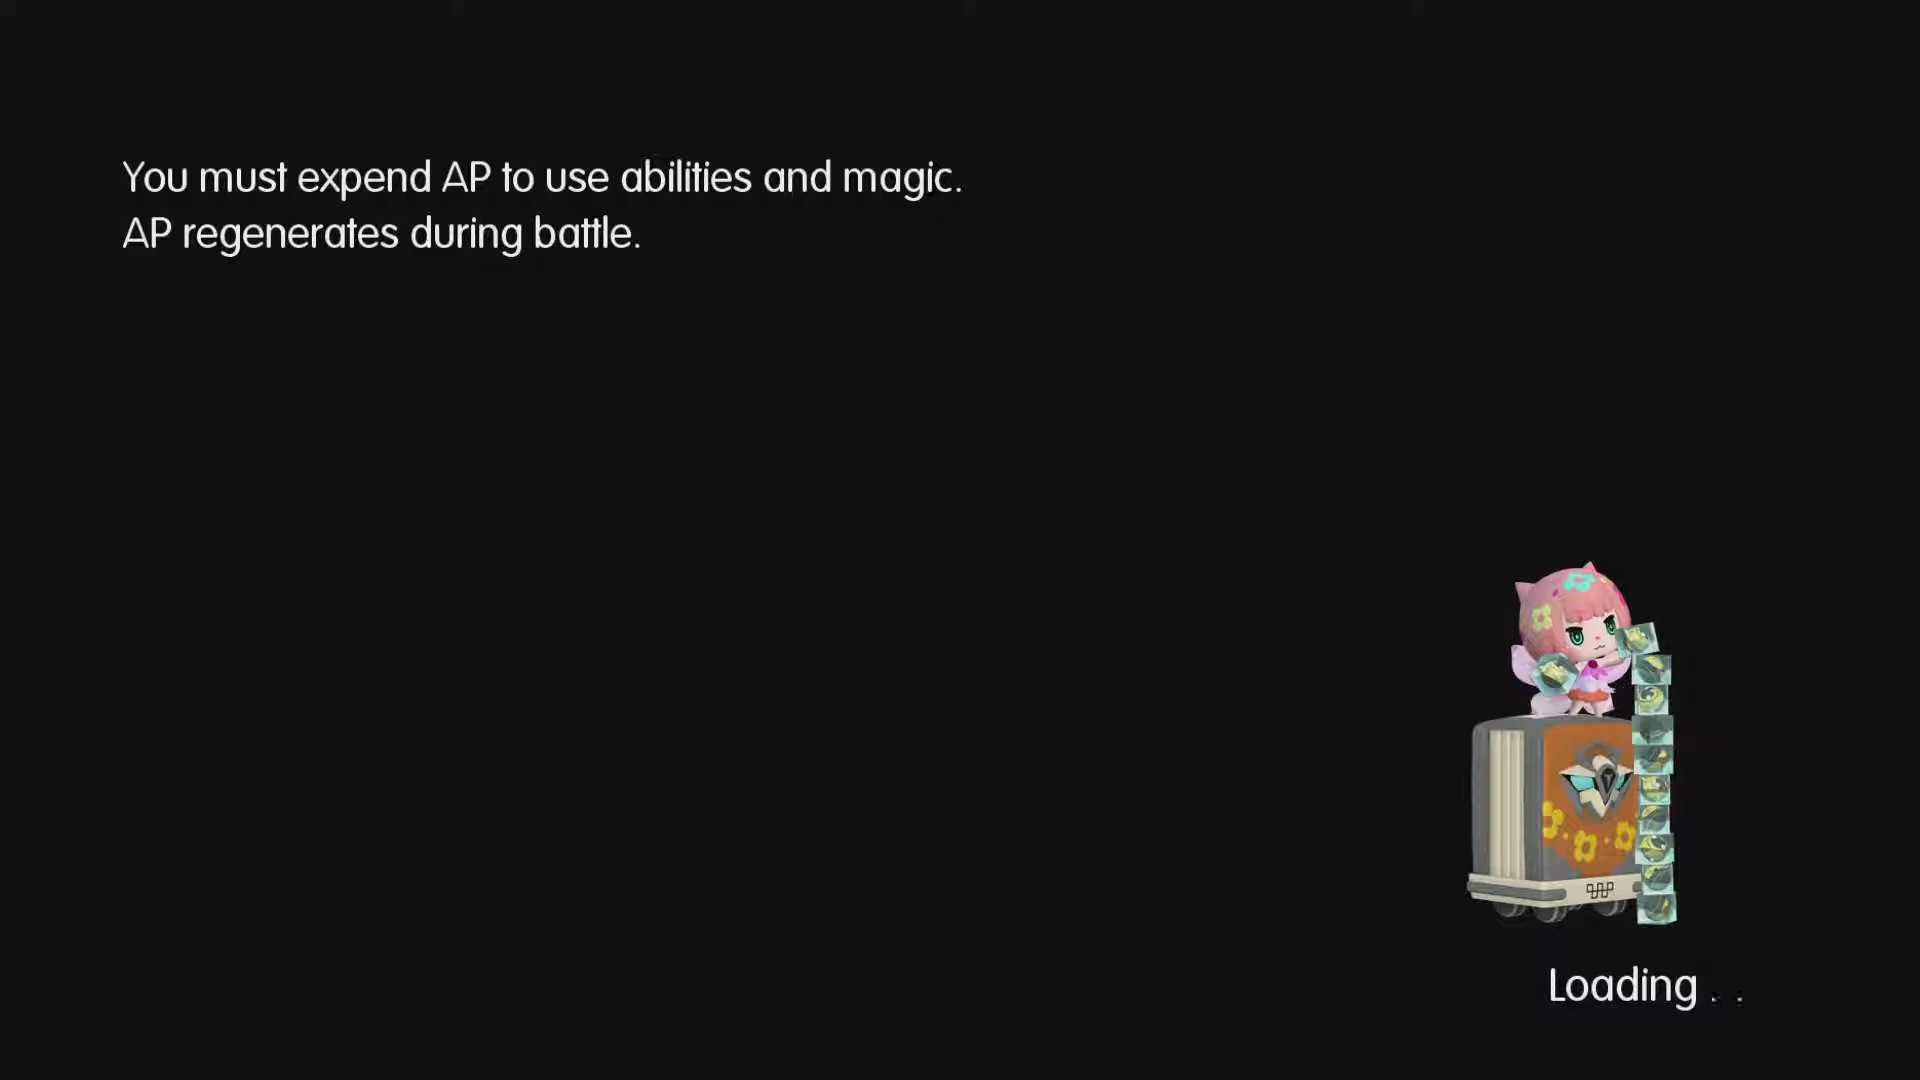 You must expend AP to use abilities and magic.
AP regenerates during battle.
Loading . .